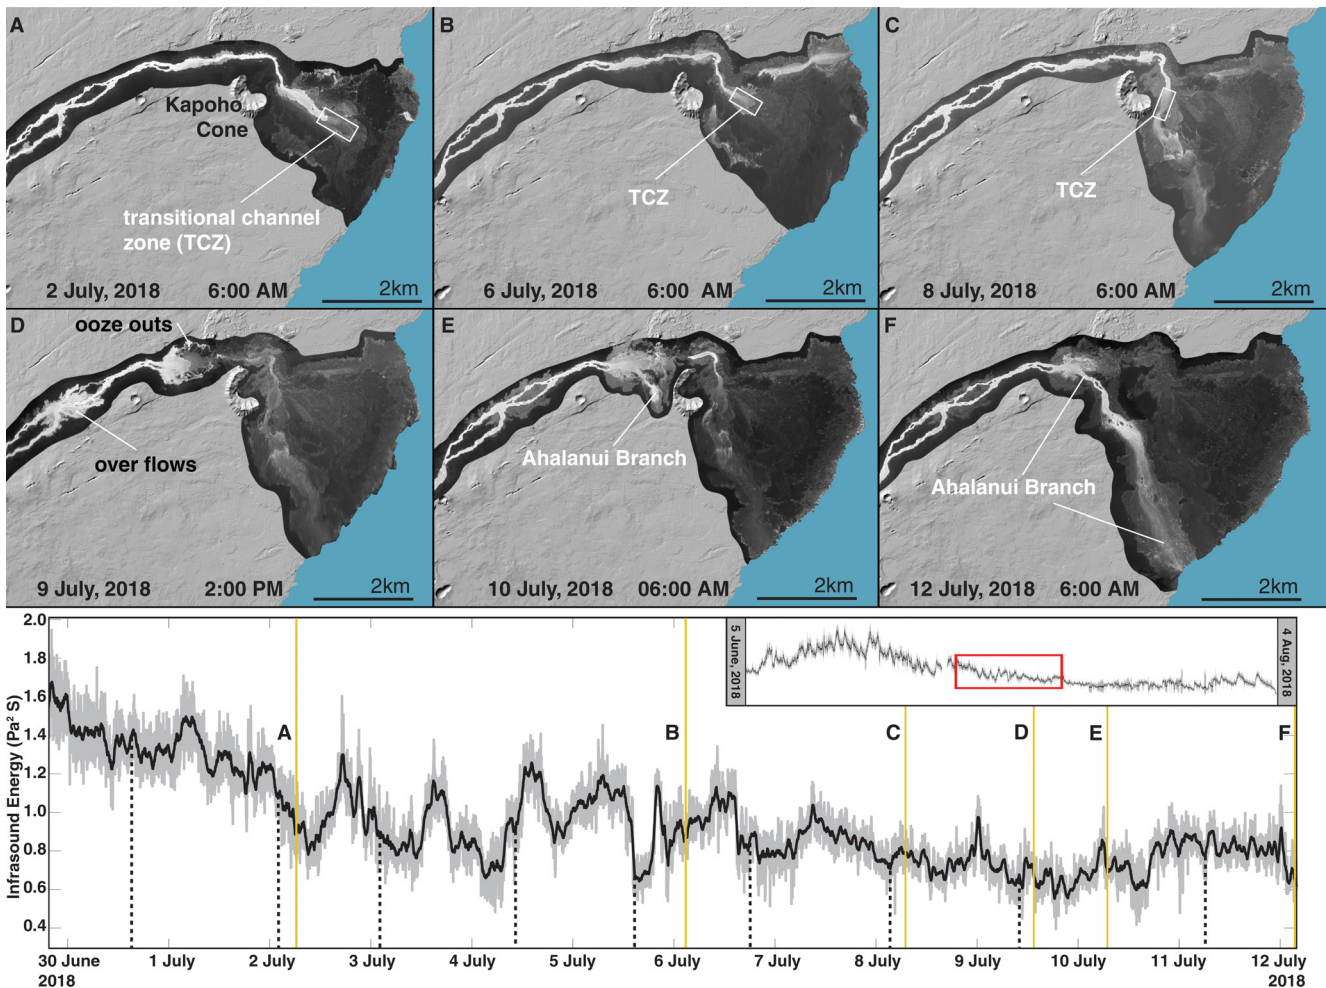 A
Kapoho
Cone
transitional channel
zone (TCZ)
2 July, 2018 6:00 AM 2km
B
TCZ
6 July, 2018 6:00 AM 2km
C
TCZ
8 July, 2018 6:00 AM 2km
D
ooze outs
over flows
9 July, 2018 2:00 PM 2km
E
Ahalanui Branch
10 July, 2018 06:00 AM 2km
F
Ahalanui Branch
12 July, 2018 6:00 AM 2km
Infrasound Energy (Pa² S)
2.0
1.8
1.6
1.4
1.2
1.0
0.8
0.6
0.4
5 June, 2018
4 Aug, 2018
A B C D E F
30 June 1 July 2 July 3 July 4 July 5 July 6 July 7 July 8 July 9 July 10 July 11 July 12 July
2018 2018